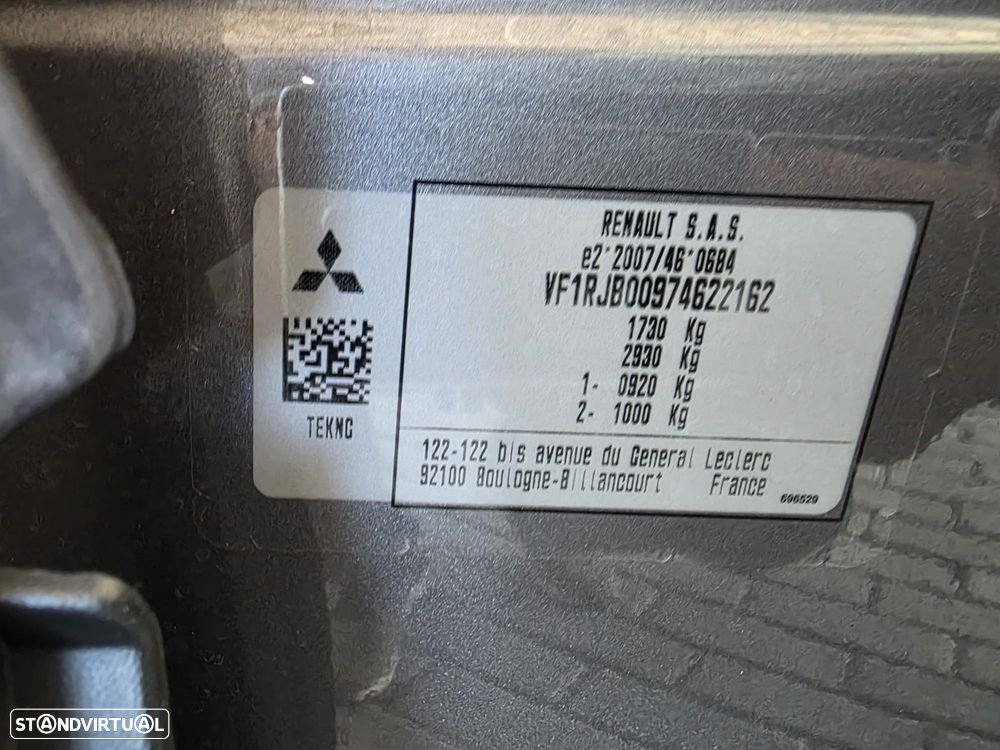 RENAULT S.A.S.
e2*2007/46*0684
VF1RJB00974622162
1730 Kg
2930 Kg
1- 0920 Kg
2- 1000 Kg
TEKNG
122-122 bis avenue du General Leclerc
92100 Boulogne-Billancourt France
696529
STANDVIRTUAL